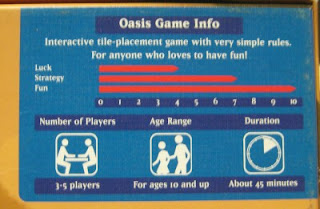 Oasis Game Info
Interactive tile-placement game with very simple rules.
For anyone who loves to have fun!
Luck
Strategy
Fun
0 1 2 3 4 5 6 7 8 9 10
Number of Players Age Range Duration
3-5 players For ages 10 and up About 45 minutes